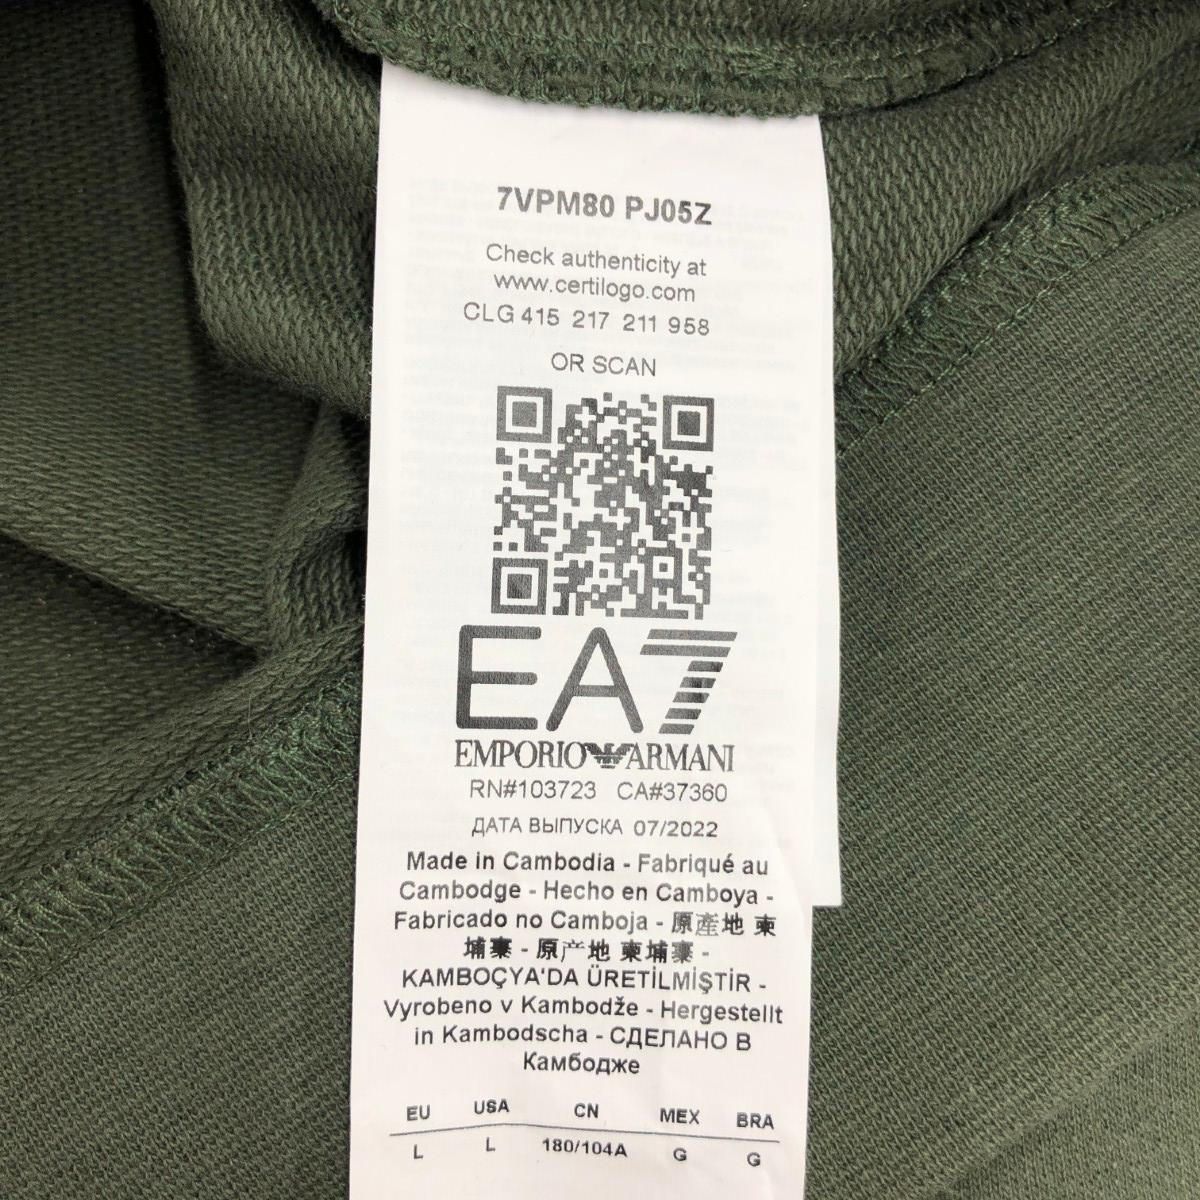 7VPM80 PJ05Z
Check authenticity at
www.certilogo.com
CLG 415 217 211 958
OR SCAN
EA7
EMPORIO ARMANI
RN#103723 CA#37360
ДАТА ВЫПУСКА 07/2022
Made in Cambodia - Fabriqué au
Cambodge - Hecho en Camboya -
Fabricado no Camboja - 原產地 柬
埔寨 - 原产地 柬埔寨 -
KAMBOÇYA'DA ÜRETİLMİŞTİR -
Vyrobeno v Kambodže - Hergestellt
in Kambodscha - СДЕЛАНО В
Камбодже
EU USA CN MEX BRA
L L 180/104A G G